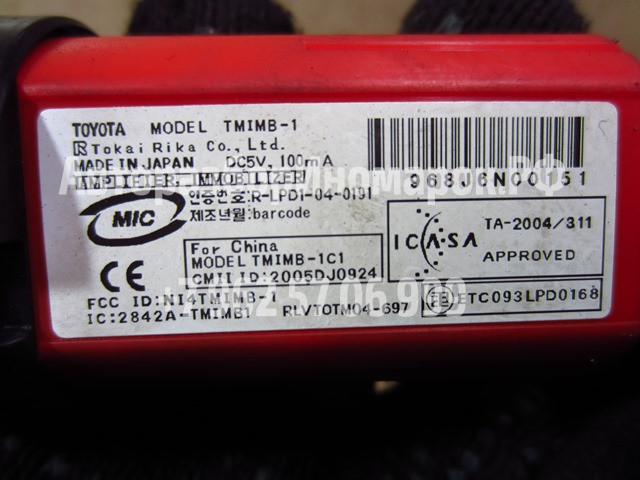 TOYOTA MODEL TMIMB-1
Tokai Rika Co., Ltd.
MADE IN JAPAN DC5V, 100mA
AMPLIFIER, IMMOBILIZER
968J6N00151
MIC
인증번호:R-LPD1-04-0191
제조년월:barcode
For China
MODEL TMIMB-1C1
CMII ID:2005DJ0924
ICASA
TA-2004/311
APPROVED
CE
FCC ID:NI4TMIMB-1
IC:2842A-TMIMB1
RLVTOTM04-697
ETC093LPD0168